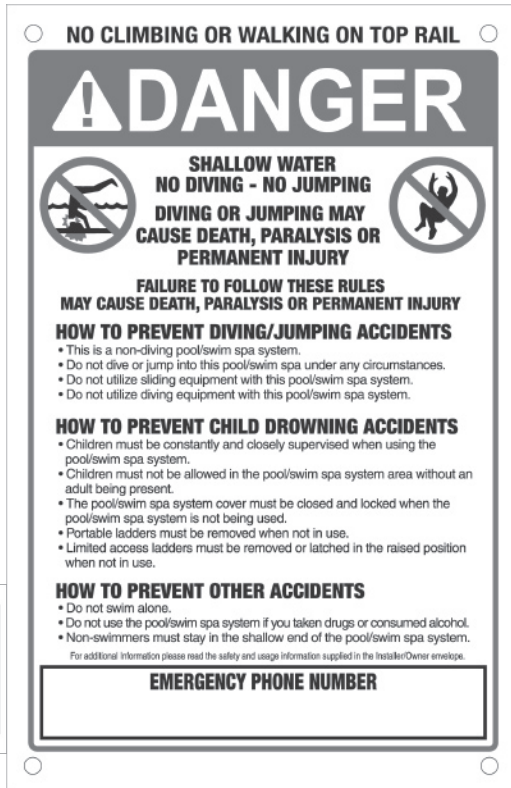 NO CLIMBING OR WALKING ON TOP RAIL
DANGER
SHALLOW WATER
NO DIVING - NO JUMPING
DIVING OR JUMPING MAY
CAUSE DEATH, PARALYSIS OR
PERMANENT INJURY
FAILURE TO FOLLOW THESE RULES
MAY CAUSE DEATH, PARALYSIS OR PERMANENT INJURY
HOW TO PREVENT DIVING/JUMPING ACCIDENTS
• This is a non-diving pool/swim spa system.
• Do not dive or jump into this pool/swim spa under any circumstances.
• Do not utilize sliding equipment with this pool/swim spa system.
• Do not utilize diving equipment with this pool/swim spa system.
HOW TO PREVENT CHILD DROWNING ACCIDENTS
• Children must be constantly and closely supervised when using the
pool/swim spa system.
• Children must not be allowed in the pool/swim spa system area without an
adult being present.
• The pool/swim spa system cover must be closed and locked when the
pool/swim spa system is not being used.
• Portable ladders must be removed when not in use.
• Limited access ladders must be removed or latched in the raised position
when not in use.
HOW TO PREVENT OTHER ACCIDENTS
• Do not swim alone.
• Do not use the pool/swim spa system if you taken drugs or consumed alcohol.
• Non-swimmers must stay in the shallow end of the pool/swim spa system.
For additional information please read the safety and usage information supplied in the Installer/Owner envelope.
EMERGENCY PHONE NUMBER